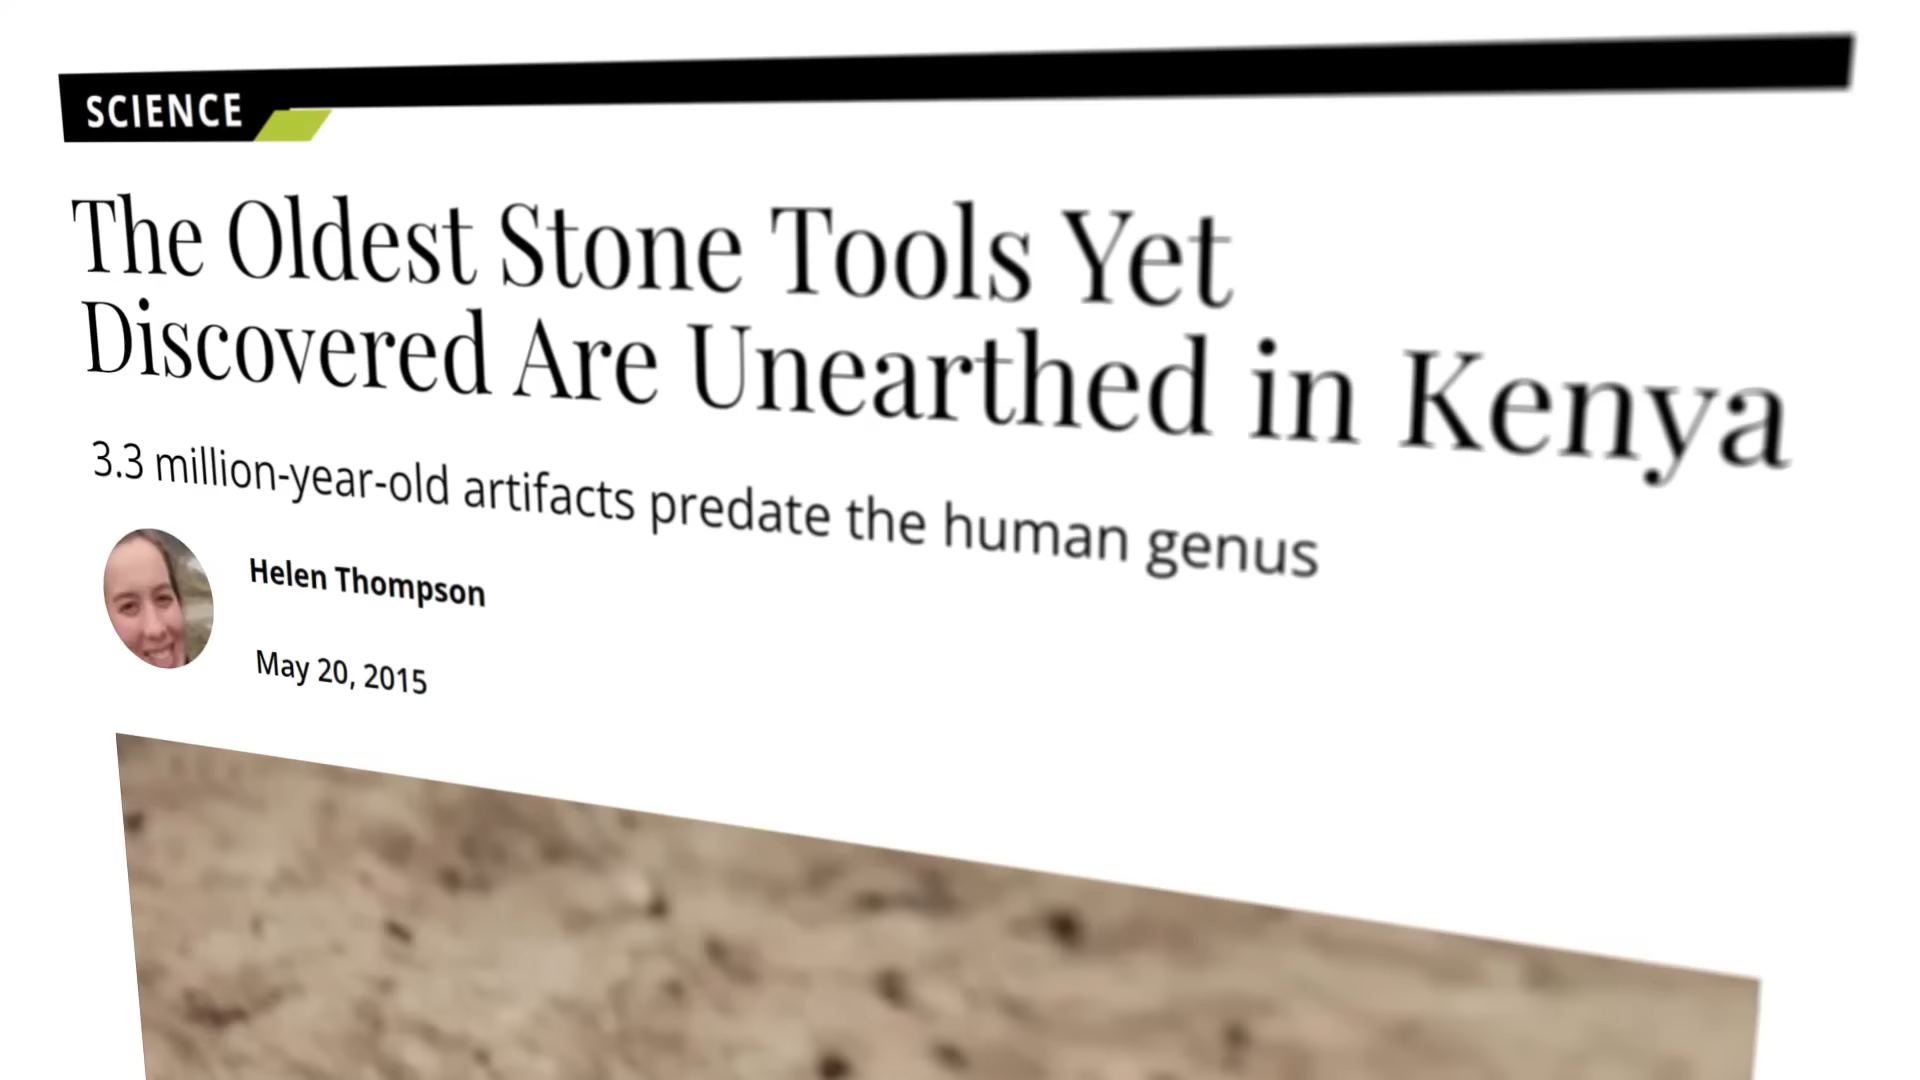 SCIENCE
The Oldest Stone Tools Yet
Discovered Are Unearthed in Kenya
3.3 million-year-old artifacts predate the human genus
Helen Thompson
May 20, 2015